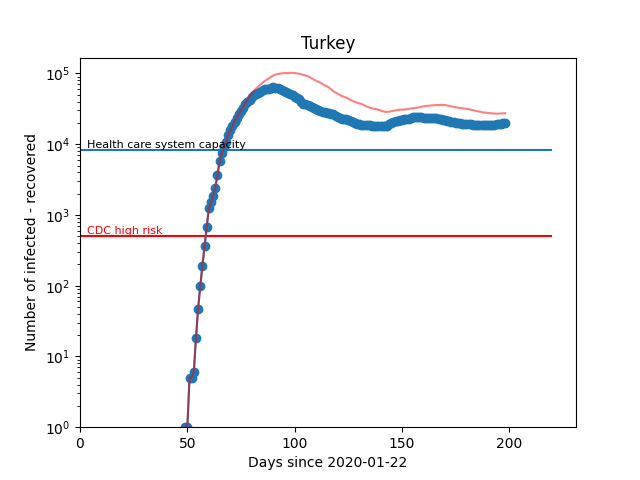 Turkey
Number of infected - recovered
10^5
10^4
10^3
10^2
10^1
10^0
Health care system capacity
CDC high risk
0 50 100 150 200
Days since 2020-01-22